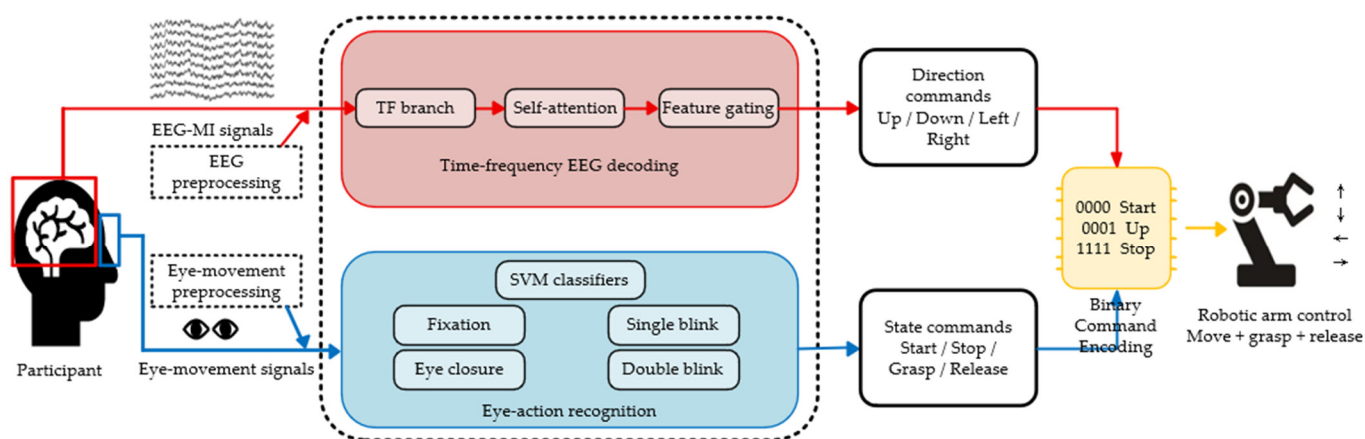 EEG-MI signals
EEG
preprocessing
Participant
Eye-movement
preprocessing
Eye-movement signals
TF branch
Self-attention
Feature gating
Time-frequency EEG decoding
SVM classifiers
Fixation
Single blink
Eye closure
Double blink
Eye-action recognition
Direction
commands
Up / Down / Left /
Right
State commands
Start / Stop /
Grasp / Release
0000 Start
0001 Up
1111 Stop
Binary
Command
Encoding
Robotic arm control
Move + grasp + release